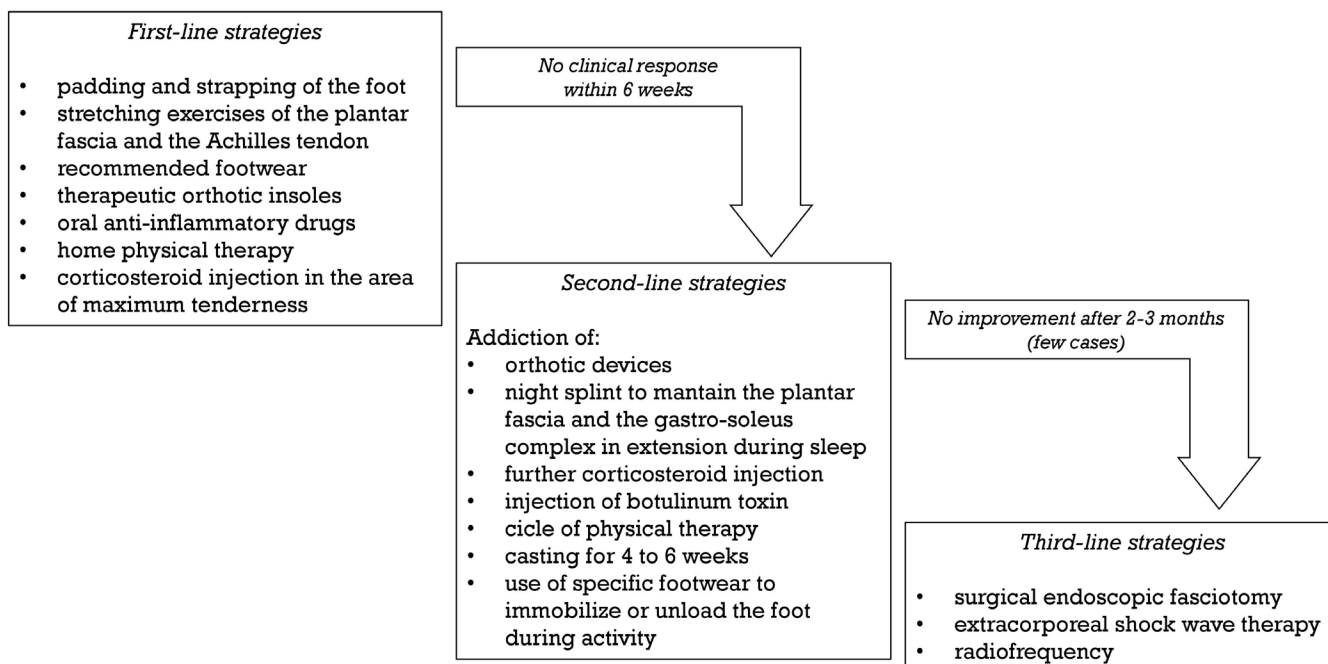 First-line strategies
• padding and strapping of the foot
• stretching exercises of the plantar
fascia and the Achilles tendon
• recommended footwear
• therapeutic orthotic insoles
• oral anti-inflammatory drugs
• home physical therapy
• corticosteroid injection in the area
of maximum tenderness
No clinical response
within 6 weeks
Second-line strategies
Addiction of:
• orthotic devices
• night splint to mantain the plantar
fascia and the gastro-soleus
complex in extension during sleep
• further corticosteroid injection
• injection of botulinum toxin
• cicle of physical therapy
• casting for 4 to 6 weeks
• use of specific footwear to
immobilize or unload the foot
during activity
No improvement after 2-3 months
(few cases)
Third-line strategies
• surgical endoscopic fasciotomy
• extracorporeal shock wave therapy
• radiofrequency